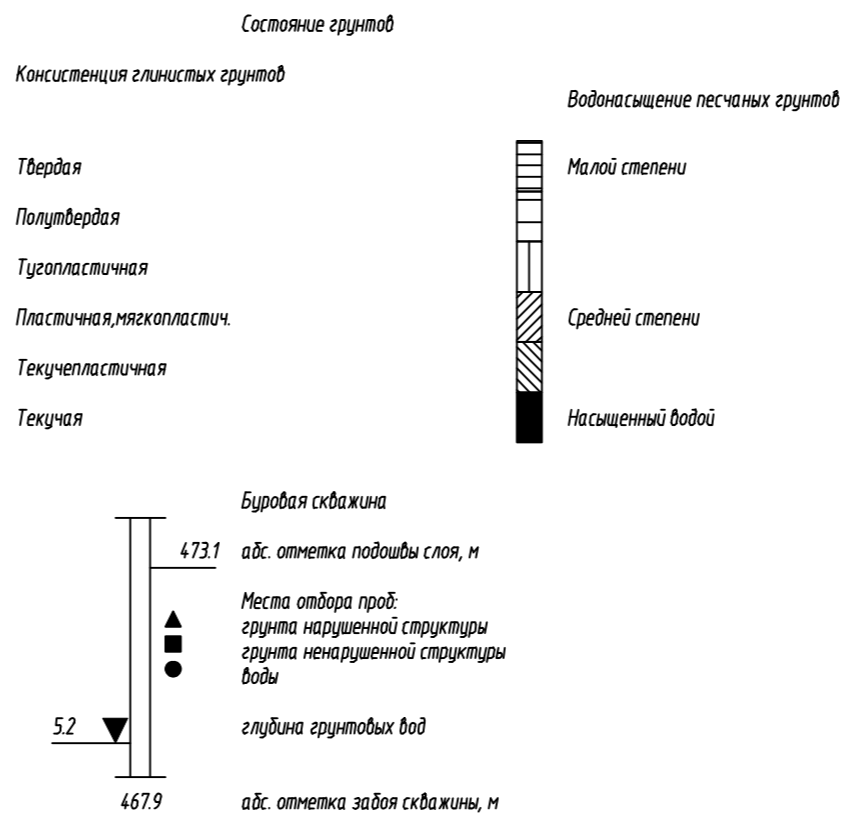 Состояние грунтов
Консистенция глинистых грунтов
Водонасыщение песчаных грунтов
Твердая
Малой степени
Полутвердая
Тугопластичная
Пластичная,мягкопластич.
Средней степени
Текучепластичная
Текучая
Насыщенный водой
Буровая скважина
473.1 абс. отметка подошвы слоя, м
Места отбора проб:
грунта нарушенной структуры
грунта ненарушенной структуры
воды
5.2 глубина грунтовых вод
467.9 абс. отметка забоя скважины, м